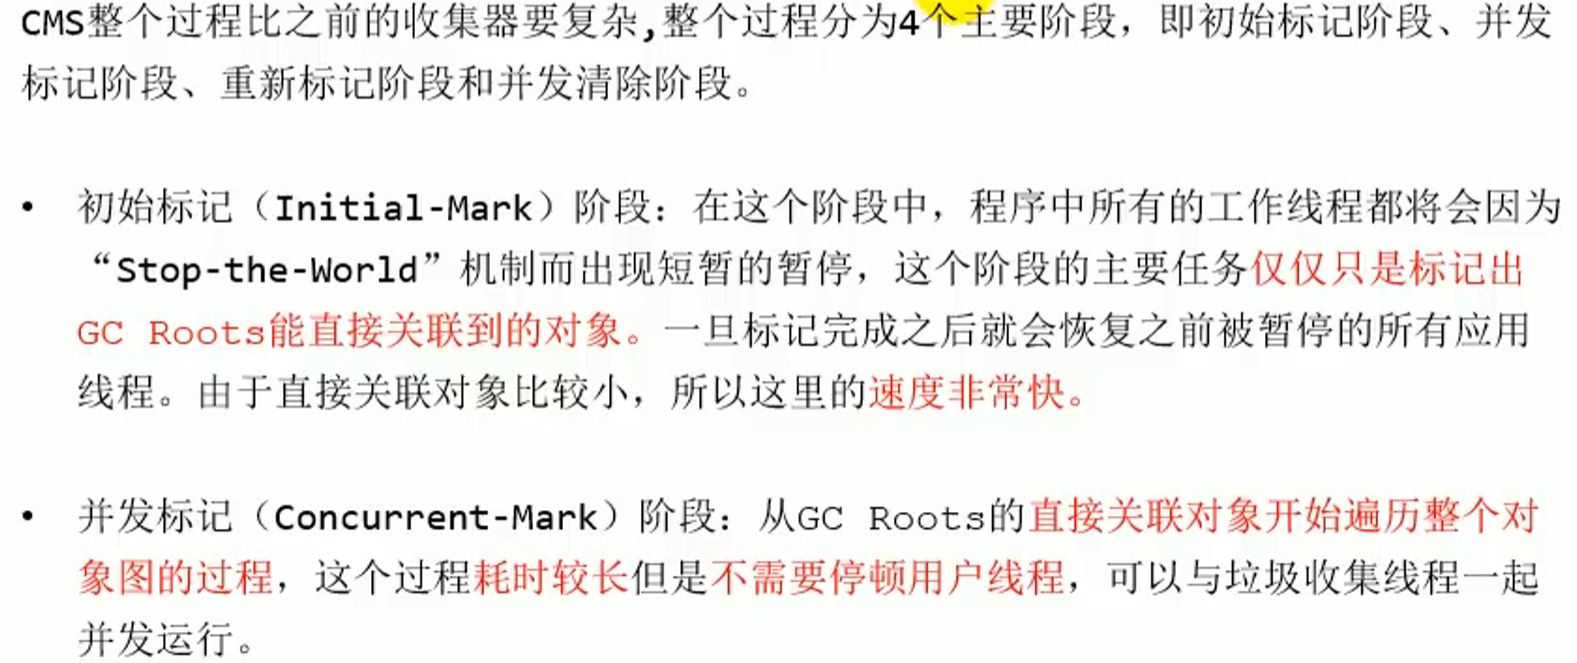 CMS整个过程比之前的收集器要复杂,整个过程分为4个主要阶段，即初始标记阶段、并发
标记阶段、重新标记阶段和并发清除阶段。
• 初始标记（Initial-Mark）阶段：在这个阶段中，程序中所有的工作线程都将会因为
“Stop-the-World”机制而出现短暂的暂停，这个阶段的主要任务仅仅只是标记出
GC Roots能直接关联到的对象。一旦标记完成之后就会恢复之前被暂停的所有应用
线程。由于直接关联对象比较小，所以这里的速度非常快。
• 并发标记（Concurrent-Mark）阶段：从GC Roots的直接关联对象开始遍历整个对
象图的过程，这个过程耗时较长但是不需要停顿用户线程，可以与垃圾收集线程一起
并发运行。